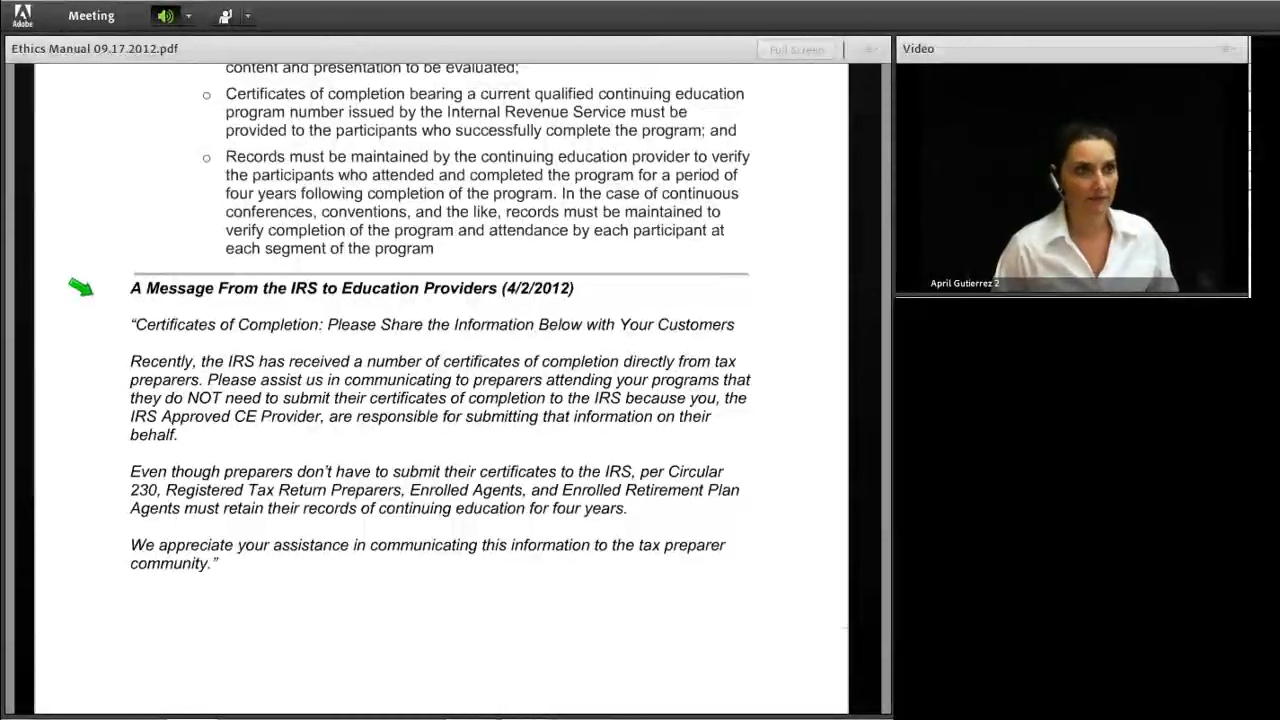 Adobe
Meeting
Ethics Manual 09.17.2012.pdf
Full Screen
Video
content and presentation to be evaluated;
Certificates of completion bearing a current qualified continuing education
program number issued by the Internal Revenue Service must be
provided to the participants who successfully complete the program; and
Records must be maintained by the continuing education provider to verify
the participants who attended and completed the program for a period of
four years following completion of the program. In the case of continuous
conferences, conventions, and the like, records must be maintained to
verify completion of the program and attendance by each participant at
each segment of the program
April Gutierrez 2
A Message From the IRS to Education Providers (4/2/2012)
“Certificates of Completion: Please Share the Information Below with Your Customers
Recently, the IRS has received a number of certificates of completion directly from tax
preparers. Please assist us in communicating to preparers attending your programs that
they do NOT need to submit their certificates of completion to the IRS because you, the
IRS Approved CE Provider, are responsible for submitting that information on their
behalf.
Even though preparers don’t have to submit their certificates to the IRS, per Circular
230, Registered Tax Return Preparers, Enrolled Agents, and Enrolled Retirement Plan
Agents must retain their records of continuing education for four years.
We appreciate your assistance in communicating this information to the tax preparer
community.”